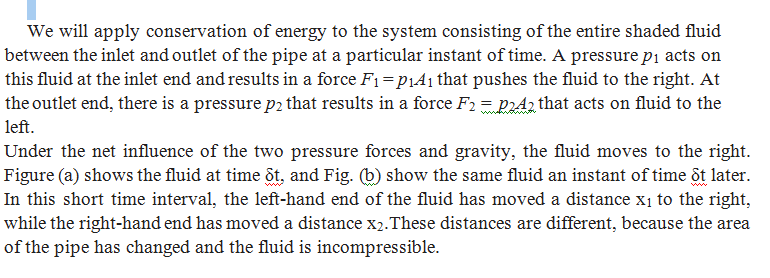 We will apply conservation of energy to the system consisting of the entire shaded fluid
between the inlet and outlet of the pipe at a particular instant of time. A pressure p₁ acts on
this fluid at the inlet end and results in a force F₁=p₁A₁ that pushes the fluid to the right. At
the outlet end, there is a pressure p₂ that results in a force F₂ = p₂A₂ that acts on fluid to the
left.
Under the net influence of the two pressure forces and gravity, the fluid moves to the right.
Figure (a) shows the fluid at time δt, and Fig. (b) show the same fluid an instant of time δt later.
In this short time interval, the left-hand end of the fluid has moved a distance x₁ to the right,
while the right-hand end has moved a distance x₂.These distances are different, because the area
of the pipe has changed and the fluid is incompressible.